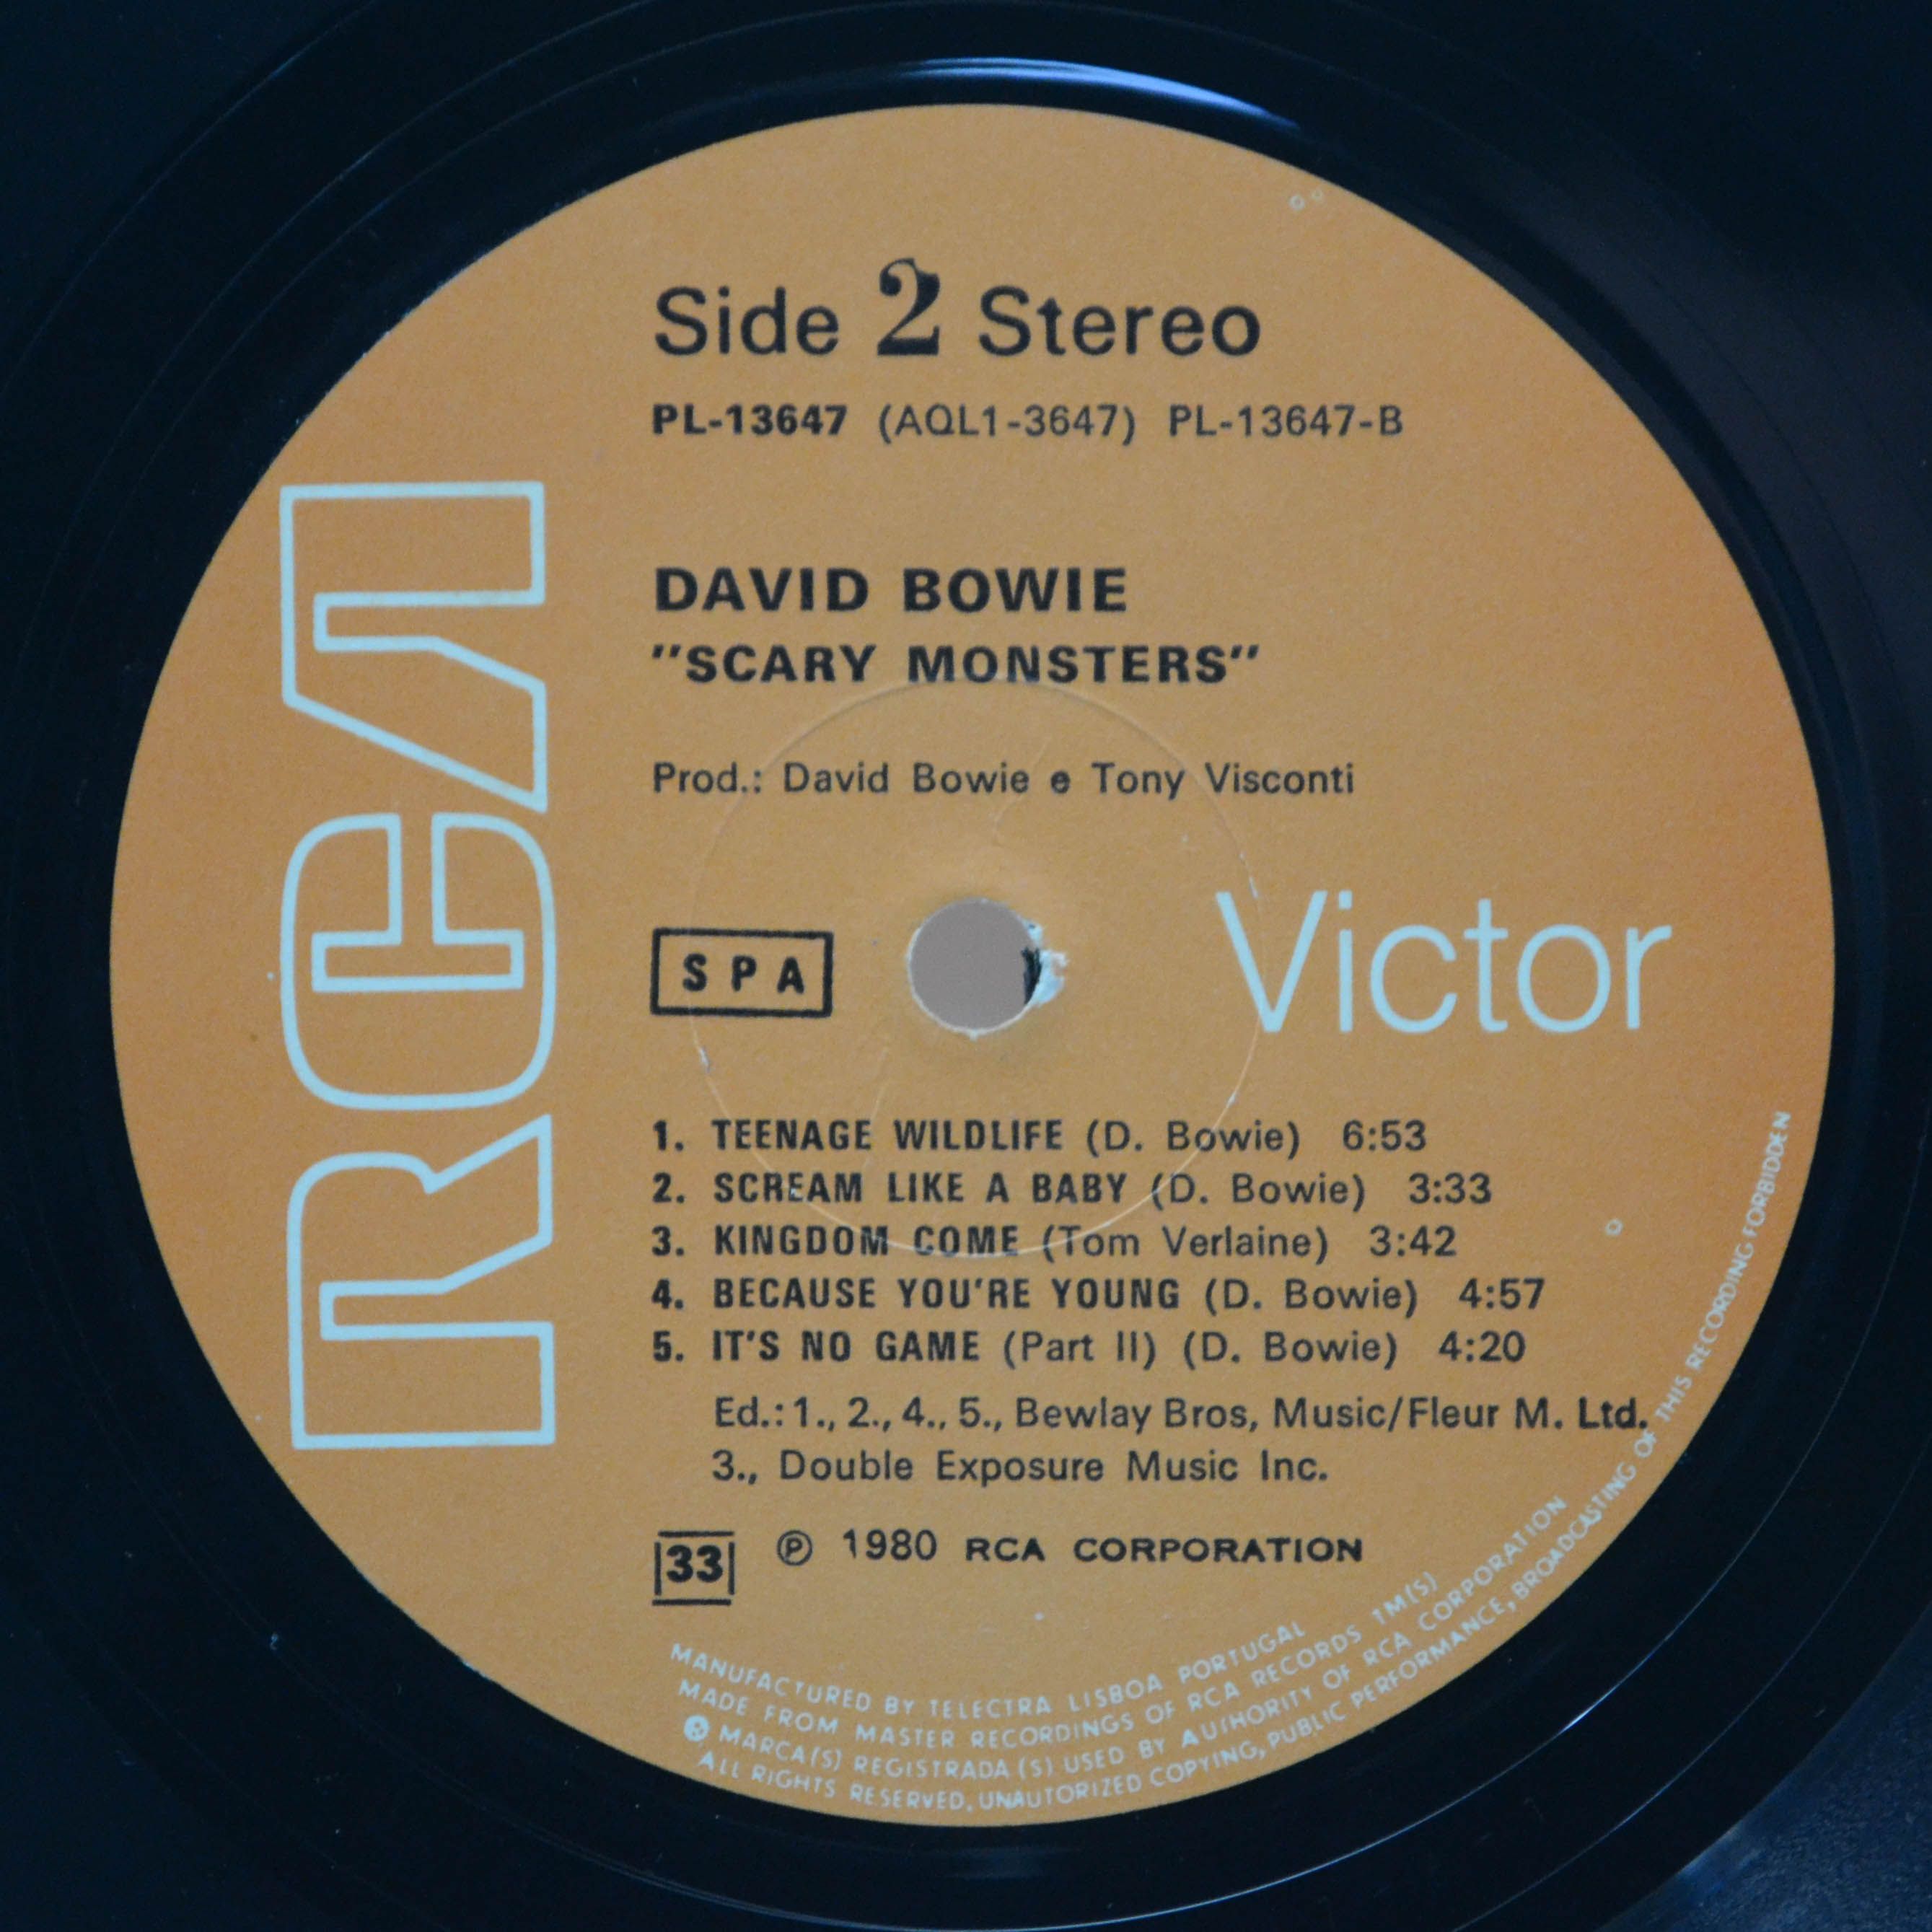 Side 2 Stereo
PL-13647 (AQL1-3647) PL-13647-B
DAVID BOWIE
"SCARY MONSTERS"
Prod.: David Bowie e Tony Visconti
RCA
SPA
Victor
1. TEENAGE WILDLIFE (D. Bowie) 6:53
2. SCREAM LIKE A BABY (D. Bowie) 3:33
3. KINGDOM COME (Tom Verlaine) 3:42
4. BECAUSE YOU'RE YOUNG (D. Bowie) 4:57
5. IT'S NO GAME (Part II) (D. Bowie) 4:20
Ed.: 1., 2., 4., 5., Bewlay Bros, Music/Fleur M. Ltd.
3., Double Exposure Music Inc.
33 ℗ 1980 RCA CORPORATION
MANUFACTURED BY TELECTRA LISBOA PORTUGAL
MADE FROM MASTER RECORDINGS OF RCA RECORDS TM(S)
MARCA(S) REGISTRADA(S) USED BY AUTHORITY OF RCA CORPORATION
ALL RIGHTS RESERVED, UNAUTORIZED COPYING, PUBLIC PERFORMANCE, BROADCASTING OF THIS RECORDING FORBIDDEN